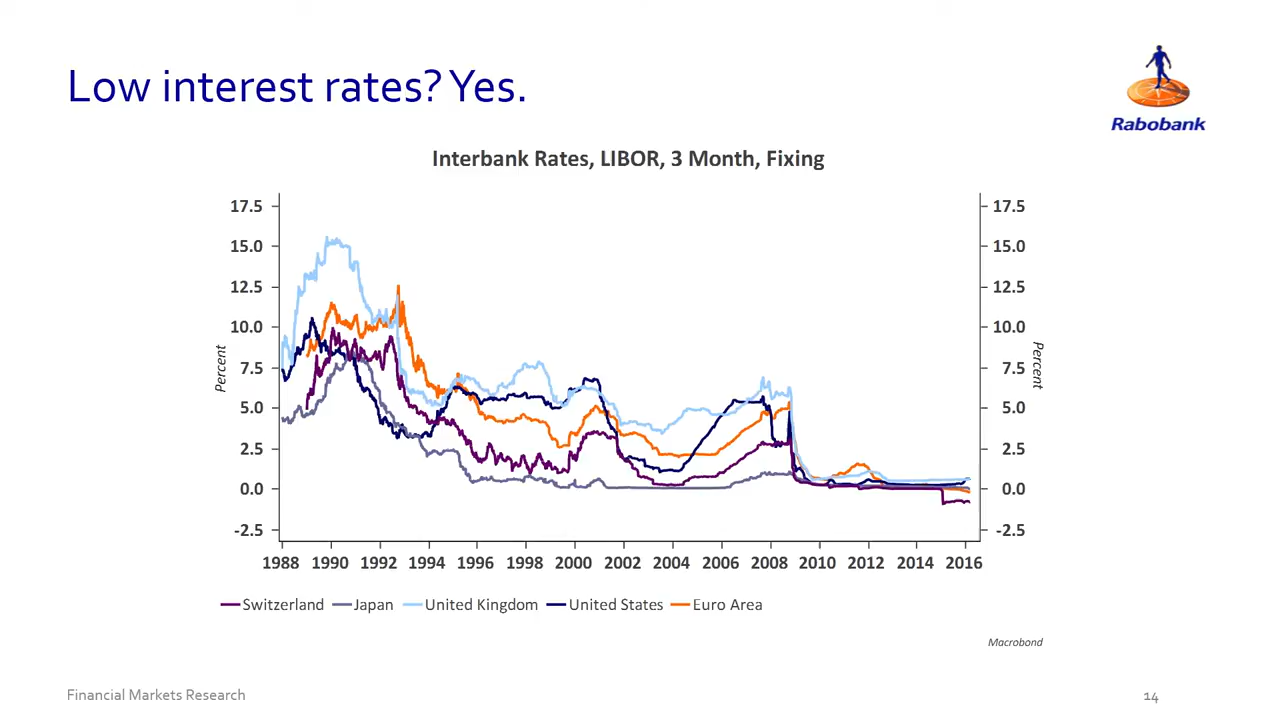 Low interest rates? Yes.
Rabobank
Interbank Rates, LIBOR, 3 Month, Fixing
17.5 17.5
15.0 15.0
12.5 12.5
10.0 10.0
7.5 7.5
5.0 5.0
2.5 2.5
0.0 0.0
-2.5 -2.5
Percent
Percent
1988 1990 1992 1994 1996 1998 2000 2002 2004 2006 2008 2010 2012 2014 2016
Switzerland Japan United Kingdom United States Euro Area
Macrobond
Financial Markets Research 14